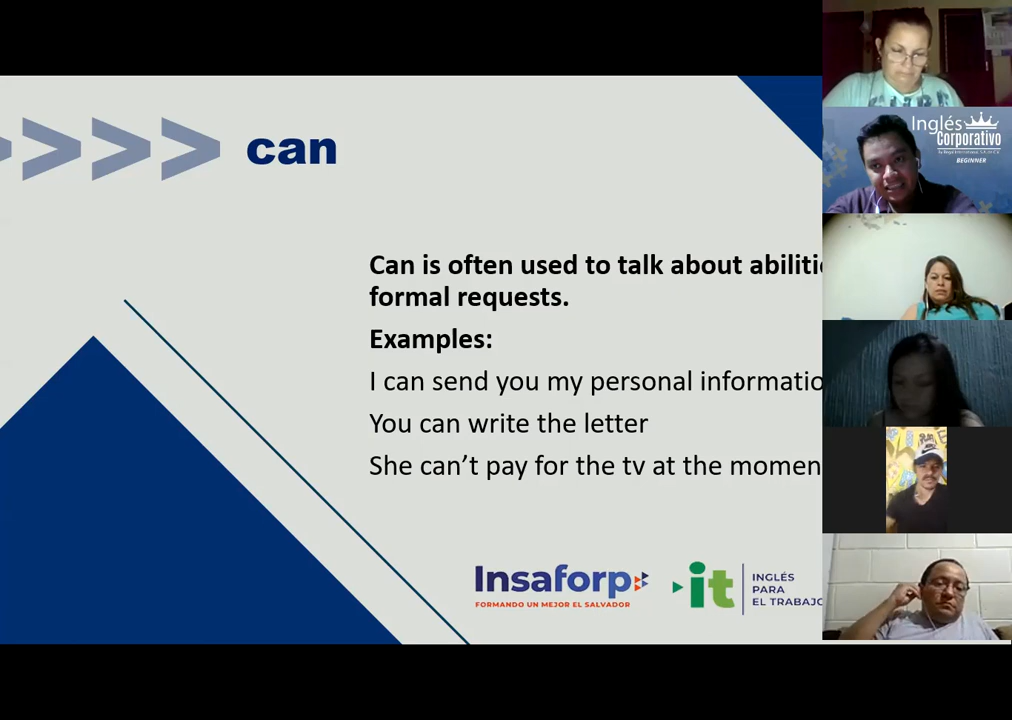 can
Can is often used to talk about abiliti
formal requests.
Examples:
I can send you my personal informatio
You can write the letter
She can’t pay for the tv at the momen
Insaforp
FORMANDO UN MEJOR EL SALVADOR
it
INGLÉS
PARA
EL TRABAJO
Inglés
Corporativo
BEGINNER